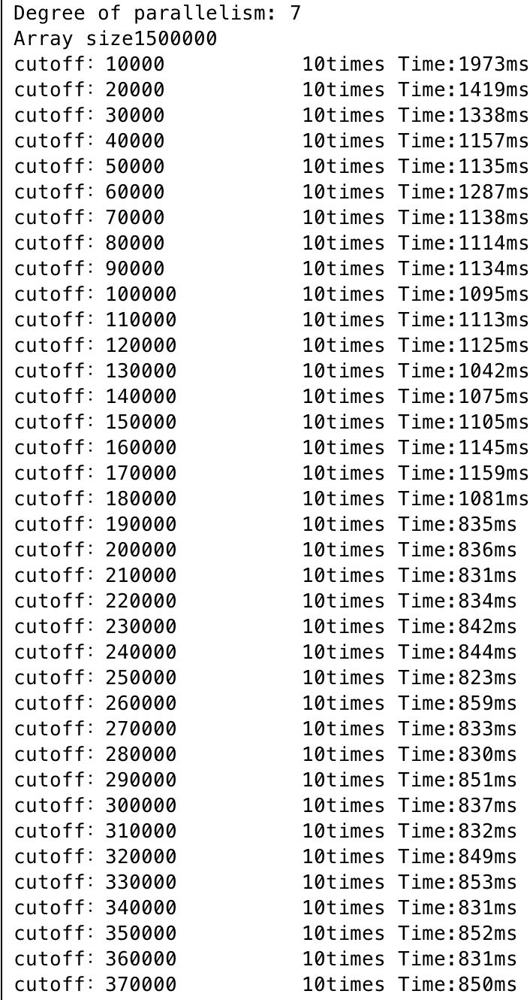 Degree of parallelism: 7
Array size1500000
cutoff: 10000 10times Time:1973ms
cutoff: 20000 10times Time:1419ms
cutoff: 30000 10times Time:1338ms
cutoff: 40000 10times Time:1157ms
cutoff: 50000 10times Time:1135ms
cutoff: 60000 10times Time:1287ms
cutoff: 70000 10times Time:1138ms
cutoff: 80000 10times Time:1114ms
cutoff: 90000 10times Time:1134ms
cutoff: 100000 10times Time:1095ms
cutoff: 110000 10times Time:1113ms
cutoff: 120000 10times Time:1125ms
cutoff: 130000 10times Time:1042ms
cutoff: 140000 10times Time:1075ms
cutoff: 150000 10times Time:1105ms
cutoff: 160000 10times Time:1145ms
cutoff: 170000 10times Time:1159ms
cutoff: 180000 10times Time:1081ms
cutoff: 190000 10times Time:835ms
cutoff: 200000 10times Time:836ms
cutoff: 210000 10times Time:831ms
cutoff: 220000 10times Time:834ms
cutoff: 230000 10times Time:842ms
cutoff: 240000 10times Time:844ms
cutoff: 250000 10times Time:823ms
cutoff: 260000 10times Time:859ms
cutoff: 270000 10times Time:833ms
cutoff: 280000 10times Time:830ms
cutoff: 290000 10times Time:851ms
cutoff: 300000 10times Time:837ms
cutoff: 310000 10times Time:832ms
cutoff: 320000 10times Time:849ms
cutoff: 330000 10times Time:853ms
cutoff: 340000 10times Time:831ms
cutoff: 350000 10times Time:852ms
cutoff: 360000 10times Time:831ms
cutoff: 370000 10times Time:850ms